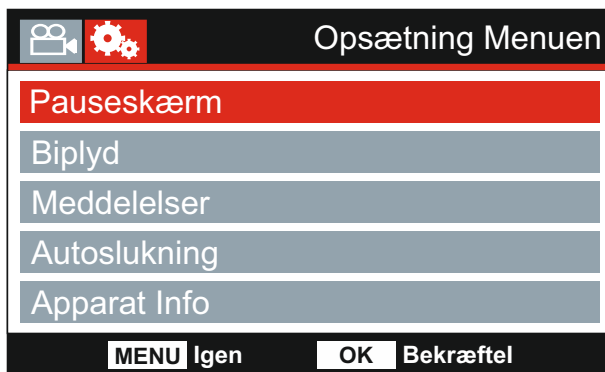 Opsætning Menuen
Pauseskærm
Biplyd
Meddelelser
Autoslukning
Apparat Info
MENU Igen OK Bekræftel